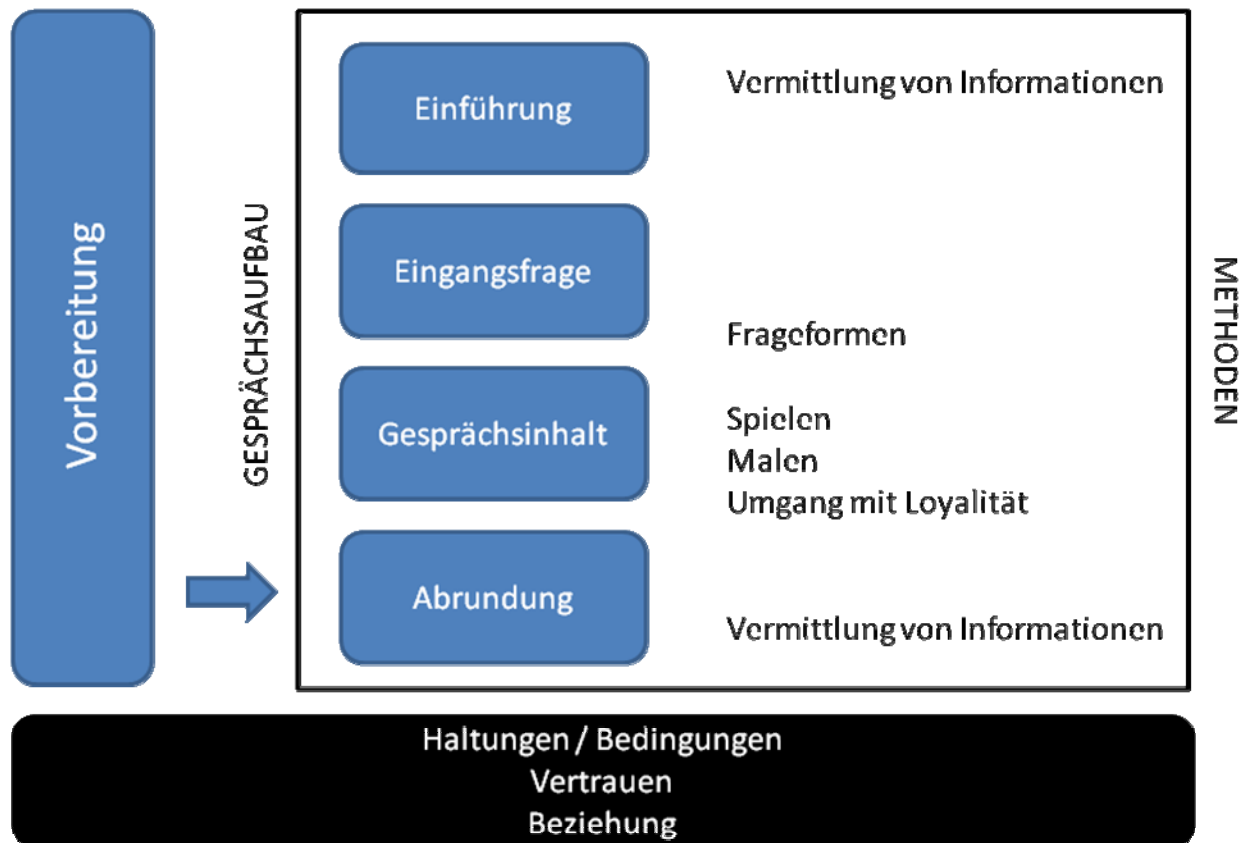 Vorbereitung
GESPRÄCHSAUFBAU
Einführung
Eingangsfrage
Gesprächsinhalt
Abrundung
Vermittlung von Informationen
Frageformen
Spielen
Malen
Umgang mit Loyalität
Vermittlung von Informationen
METHODEN
Haltungen / Bedingungen
Vertrauen
Beziehung